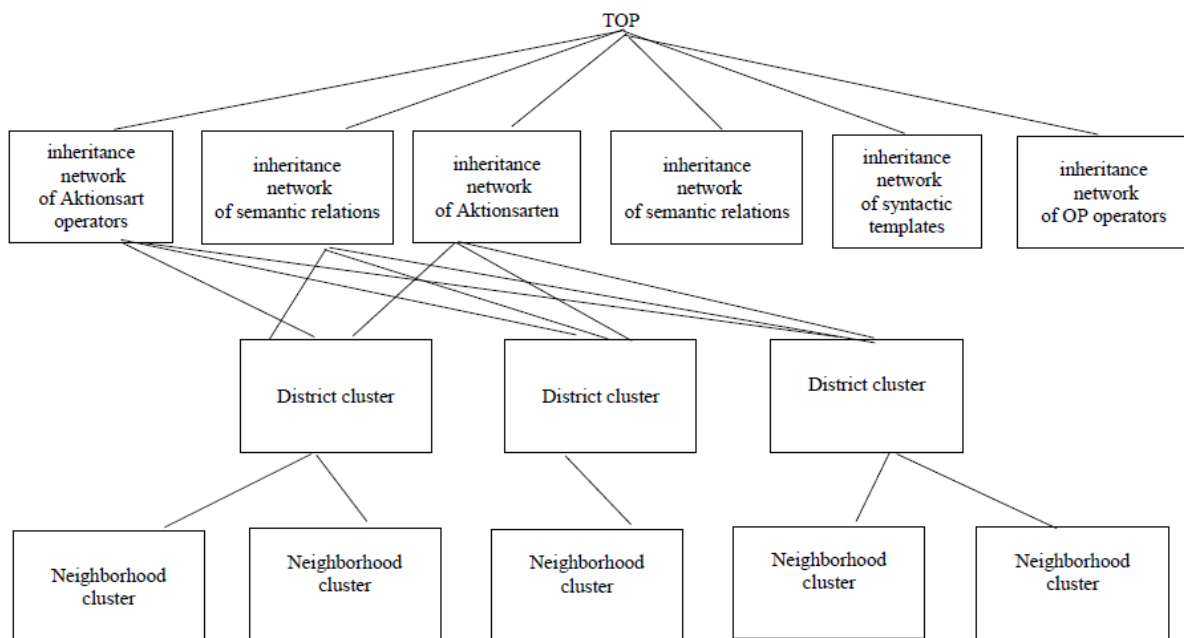 TOP
inheritance
network
of Aktionsart
operators
inheritance
network
of semantic relations
inheritance
network
of Aktionsarten
inheritance
network
of semantic relations
inheritance
network
of syntactic
templates
inheritance
network
of OP operators
District cluster
District cluster
District cluster
Neighborhood
cluster
Neighborhood
cluster
Neighborhood
cluster
Neighborhood
cluster
Neighborhood
cluster